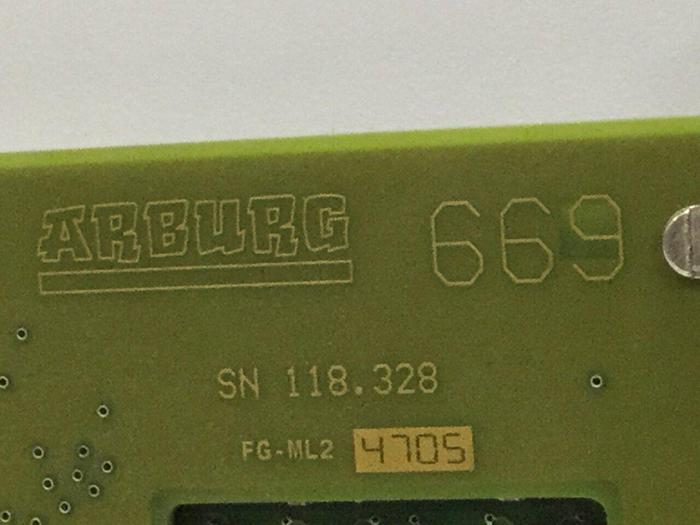 ARBURG 669
SN 118.328
FG-ML2 4705